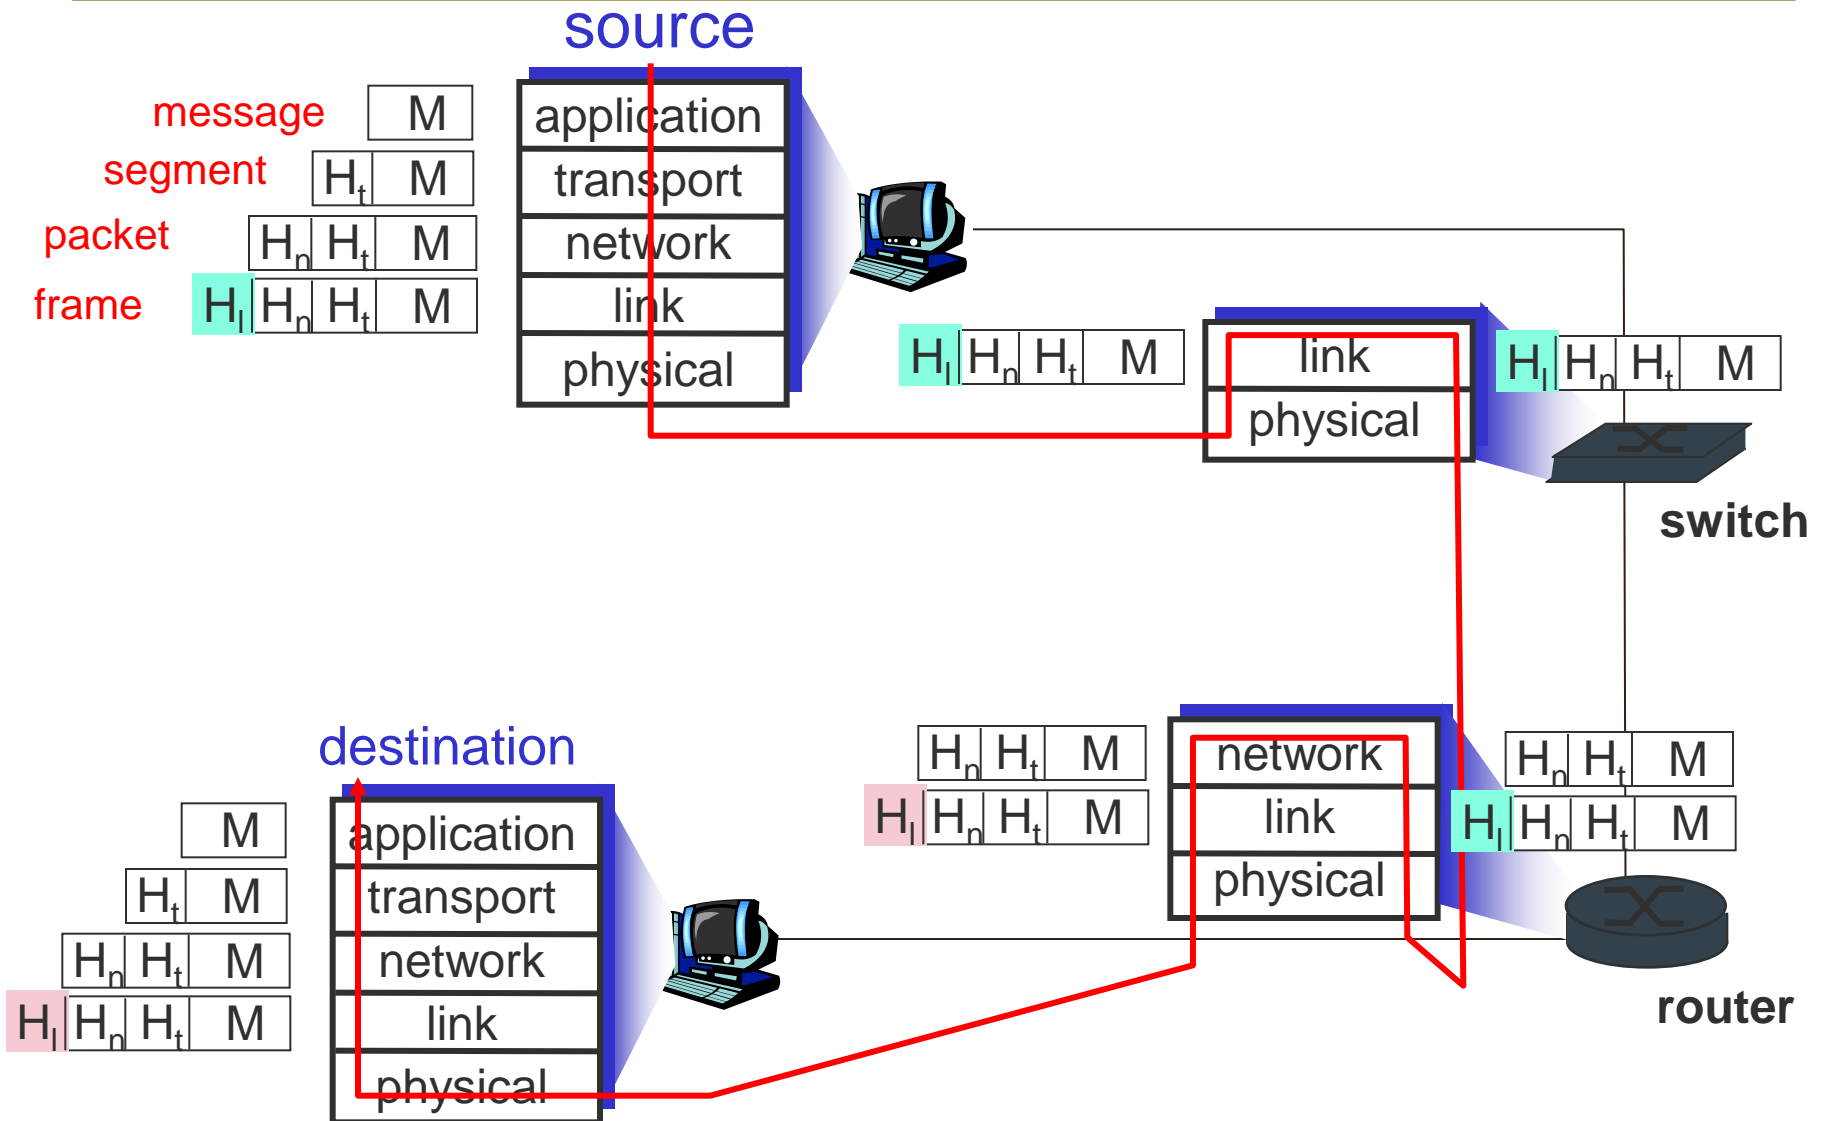 source
message M
segment Ht M
packet Hn Ht M
frame Hl Hn Ht M
application
transport
network
link
physical
Hl Hn Ht M
link
physical
Hl Hn Ht M
switch
destination
M
Ht M
Hn Ht M
Hl Hn Ht M
application
transport
network
link
physical
Hn Ht M
Hl Hn Ht M
network
link
physical
Hn Ht M
Hl Hn Ht M
router